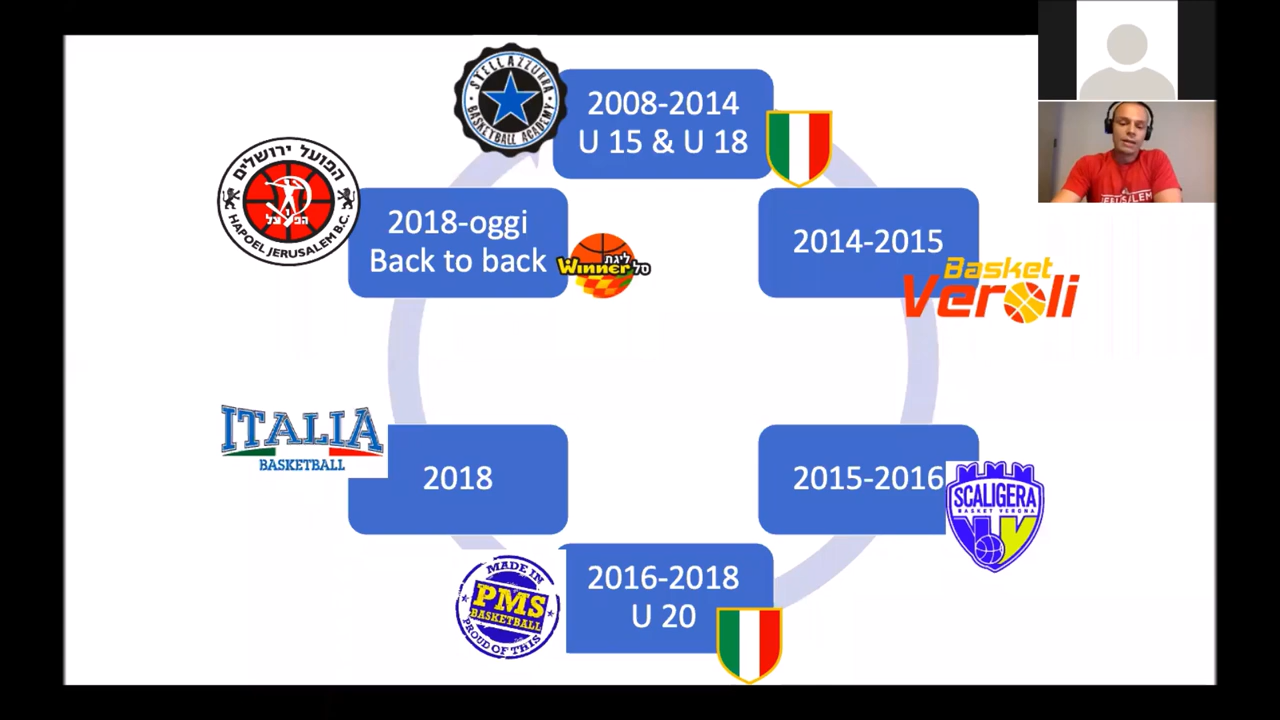 STELLAZZURRA
BASKETBALL ACADEMY
2008-2014
U 15 & U 18
הפועל ירושלים
הפועל
HAPOEL JERUSALEM B.C.
2018-oggi
Back to back
ליגת
Winner סל
2014-2015
Basket
Veroli
ITALIA
BASKETBALL
2018
2015-2016
SCALIGERA
BASKET VERONA
MADE IN
PMS
BASKETBALL
PROUD OF THIS
2016-2018
U 20
JERUSALEM